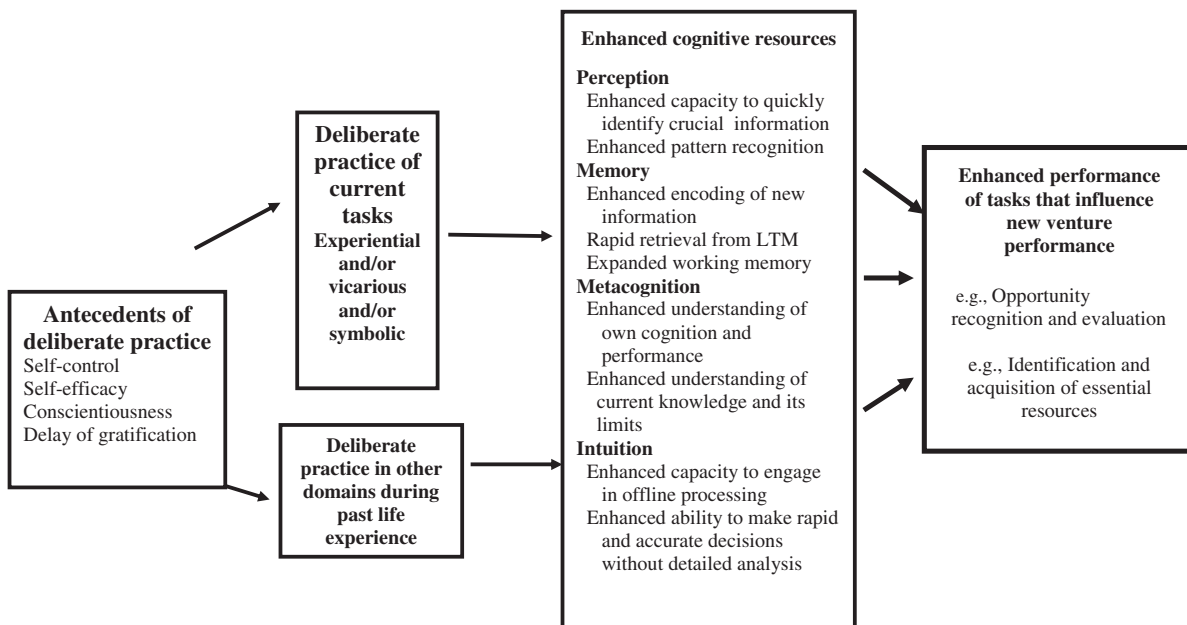 Antecedents of
deliberate practice
Self-control
Self-efficacy
Conscientiousness
Delay of gratification
Deliberate
practice of
current
tasks
Experiential
and/or
vicarious
and/or
symbolic
Deliberate
practice in other
domains during
past life
experience
Enhanced cognitive resources
Perception
Enhanced capacity to quickly
identify crucial information
Enhanced pattern recognition
Memory
Enhanced encoding of new
information
Rapid retrieval from LTM
Expanded working memory
Metacognition
Enhanced understanding of
own cognition and
performance
Enhanced understanding of
current knowledge and its
limits
Intuition
Enhanced capacity to engage
in offline processing
Enhanced ability to make rapid
and accurate decisions
without detailed analysis
Enhanced performance
of tasks that influence
new venture
performance
e.g., Opportunity
recognition and evaluation
e.g., Identification and
acquisition of essential
resources